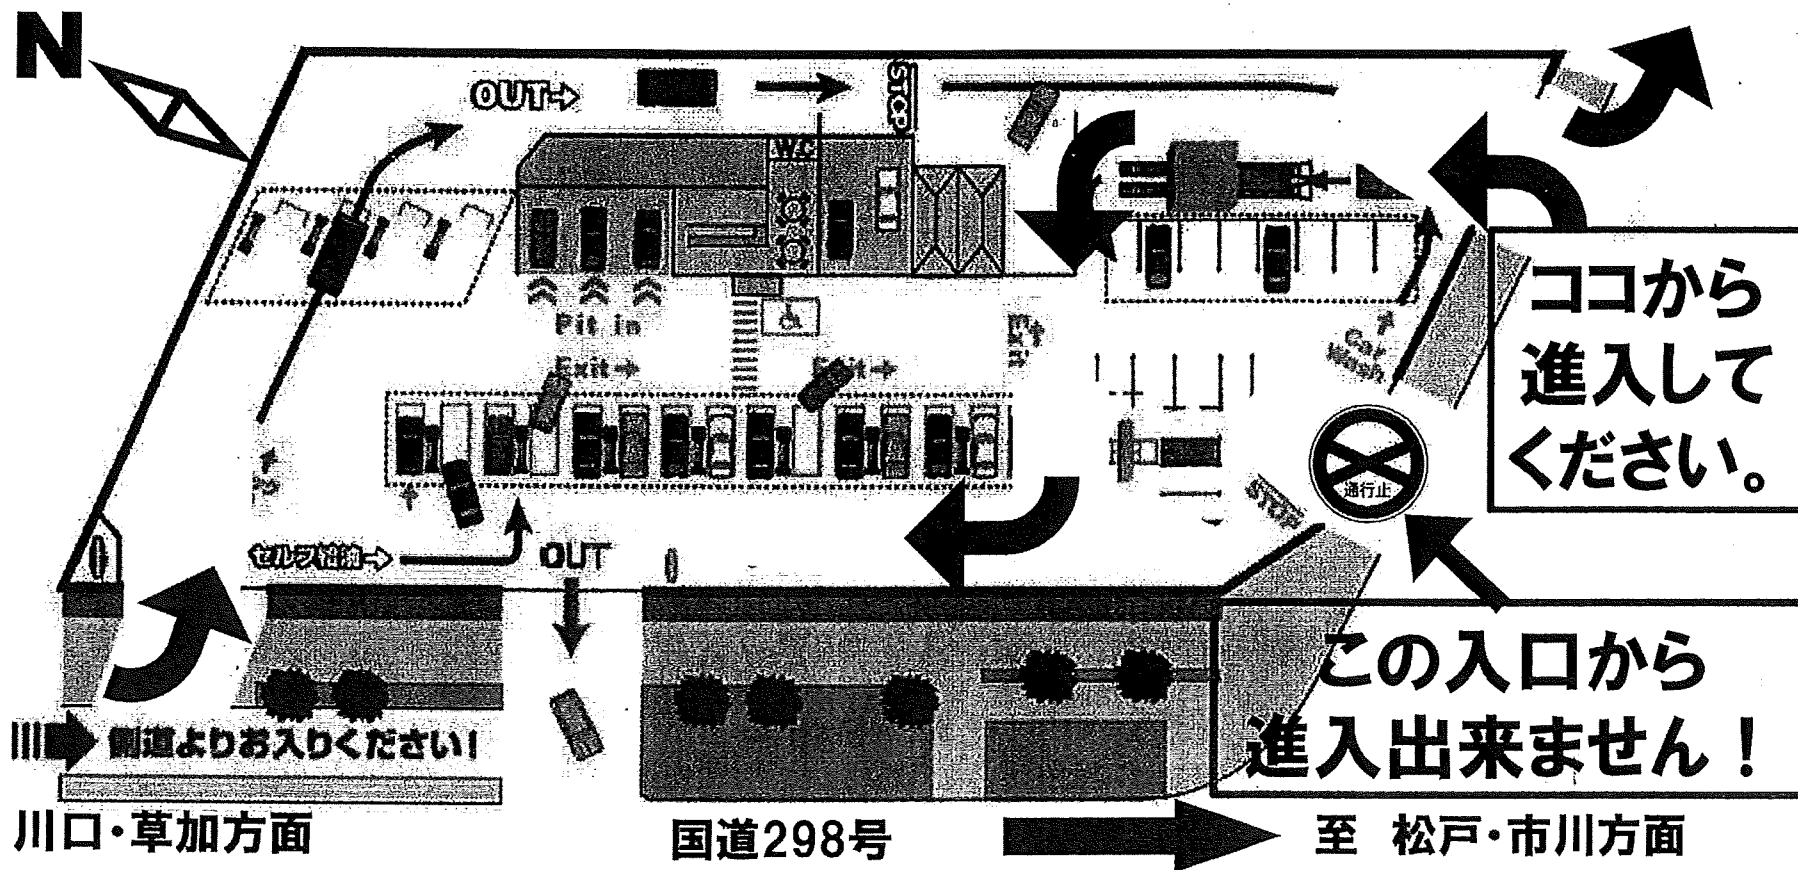 N
OUT→
STOP
W.C
Pit in
Exit→
Exit→
Car
Wash
ココから
進入して
ください。
通行止
STOP
セルフ給油→
OUT
この入口から
進入出来ません！
側道よりお入りください！
川口・草加方面
国道298号
至 松戸・市川方面